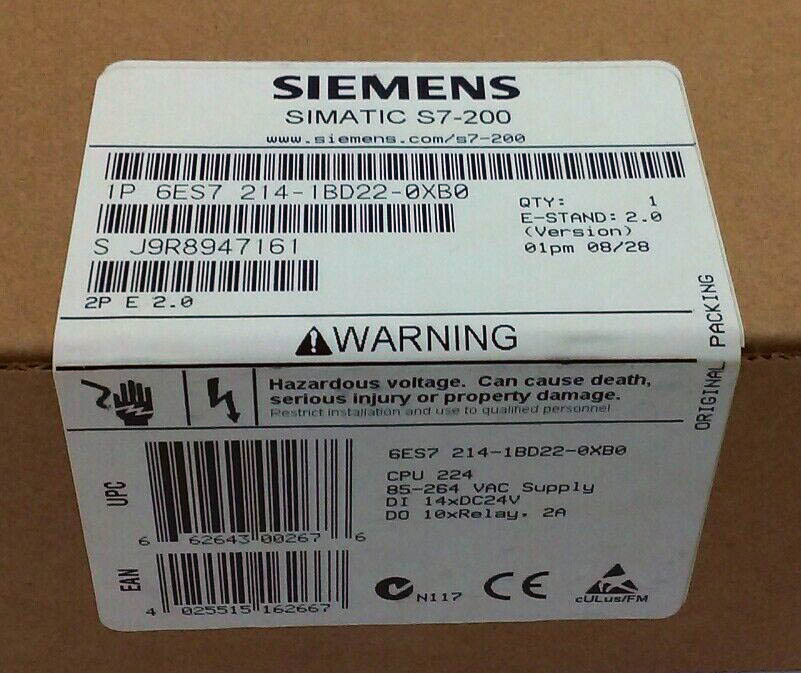 SIEMENS
SIMATIC S7-200
www.siemens.com/s7-200
1P 6ES7 214-1BD22-0XB0
S J9R8947161
2P E 2.0
QTY: 1
E-STAND: 2.0
(Version)
01pm 08/28
ORIGINAL PACKING
WARNING
Hazardous voltage. Can cause death,
serious injury or property damage.
Restrict installation and use to qualified personnel
UPC
6 62643 00267 6
EAN
4 025515 162667
6ES7 214-1BD22-0XB0
CPU 224
85-264 VAC Supply
DI 14xDC24V
DO 10xRelay, 2A
N117
CE
cULus/FM